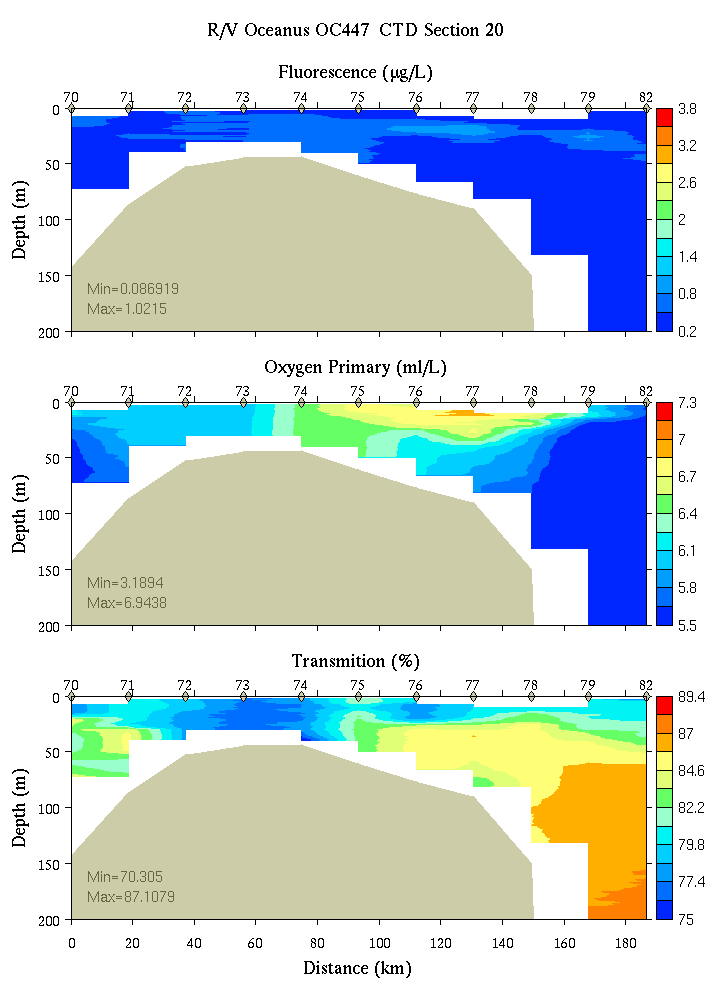 R/V Oceanus OC447 CTD Section 20
Fluorescence (µg/L)
70 71 72 73 74 75 76 77 78 79 82
0
50
100
150
200
Depth (m)
Min=0.086919
Max=1.0215
3.8
3.2
2.6
2
1.4
0.8
0.2
Oxygen Primary (ml/L)
70 71 72 73 74 75 76 77 78 79 82
0
50
100
150
200
Depth (m)
Min=3.1894
Max=6.9438
7.3
7
6.7
6.4
6.1
5.8
5.5
Transmition (%)
70 71 72 73 74 75 76 77 78 79 82
0
50
100
150
200
Depth (m)
Min=70.305
Max=87.1079
89.4
87
84.6
82.2
79.8
77.4
75
0 20 40 60 80 100 120 140 160 180
Distance (km)